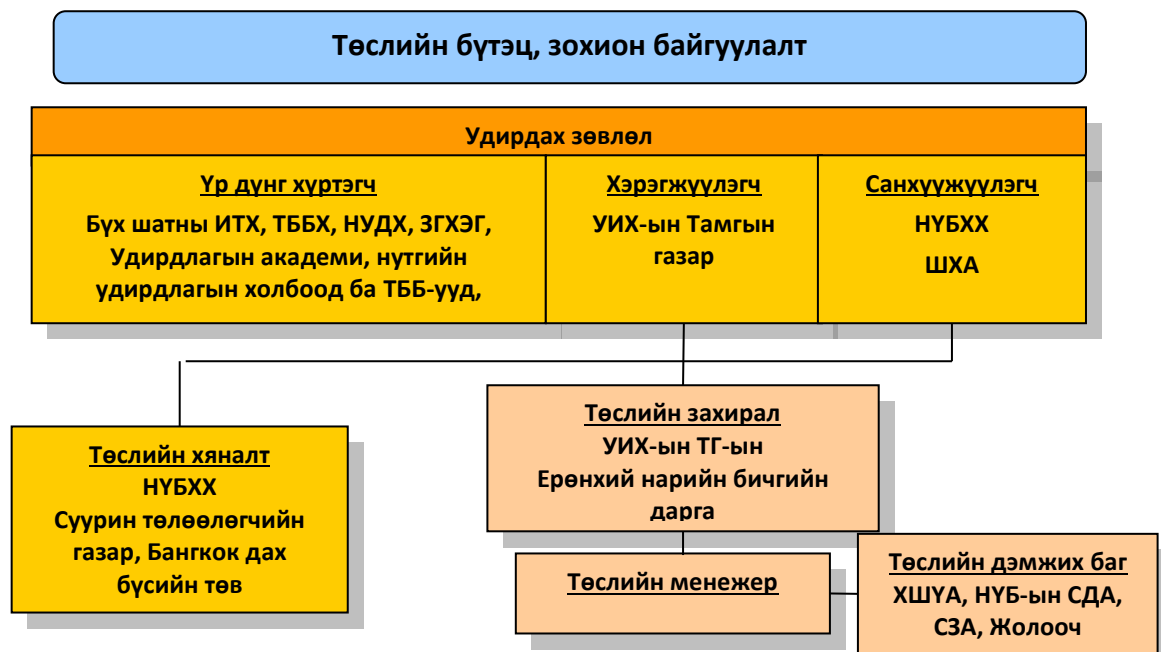 Төслийн бүтэц, зохион байгуулалт
Удирдах зөвлөл
Үр дүнг хүртэгч
Бүх шатны ИТХ, ТББХ, НУДХ, ЗГХЭГ,
Удирдлагын академи, нутгийн
удирдлагын холбоод ба ТББ-ууд,
Хэрэгжүүлэгч
УИХ-ын Тамгын
газар
Санхүүжүүлэгч
НҮБХХ
ШХА
Төслийн хяналт
НҮБХХ
Суурин төлөөлөгчийн
газар, Бангкок дах
бүсийн төв
Төслийн захирал
УИХ-ын ТГ-ын
Ерөнхий нарийн бичгийн
дарга
Төслийн менежер
Төслийн дэмжих баг
ХШҮА, НҮБ-ын СДА,
СЗА, Жолооч